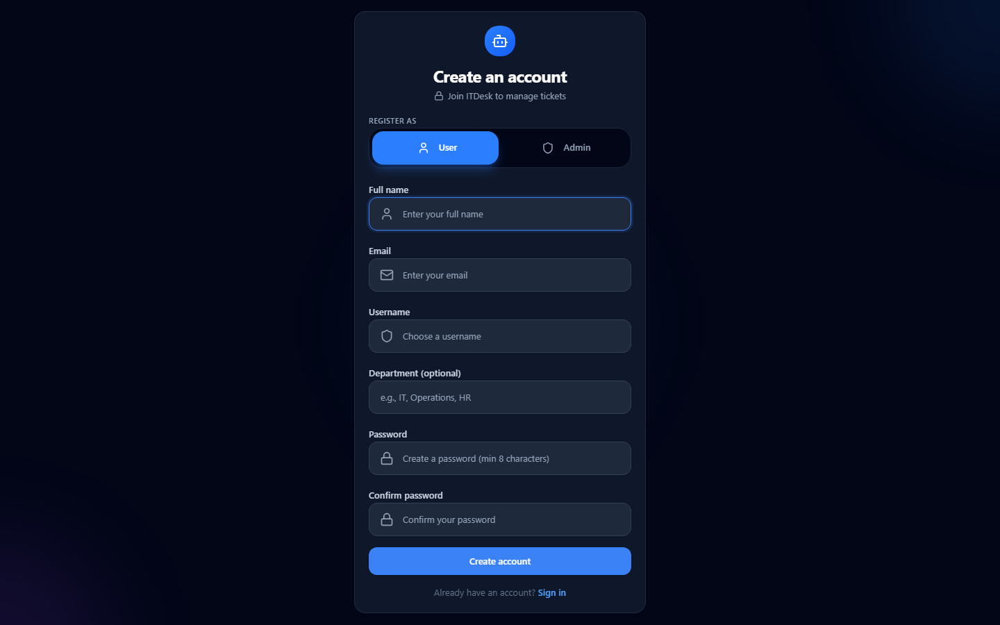 Create an account
Join ITDesk to manage tickets
REGISTER AS
User
Admin
Full name
Enter your full name
Email
Enter your email
Username
Choose a username
Department (optional)
e.g., IT, Operations, HR
Password
Create a password (min 8 characters)
Confirm password
Confirm your password
Create account
Already have an account? Sign in